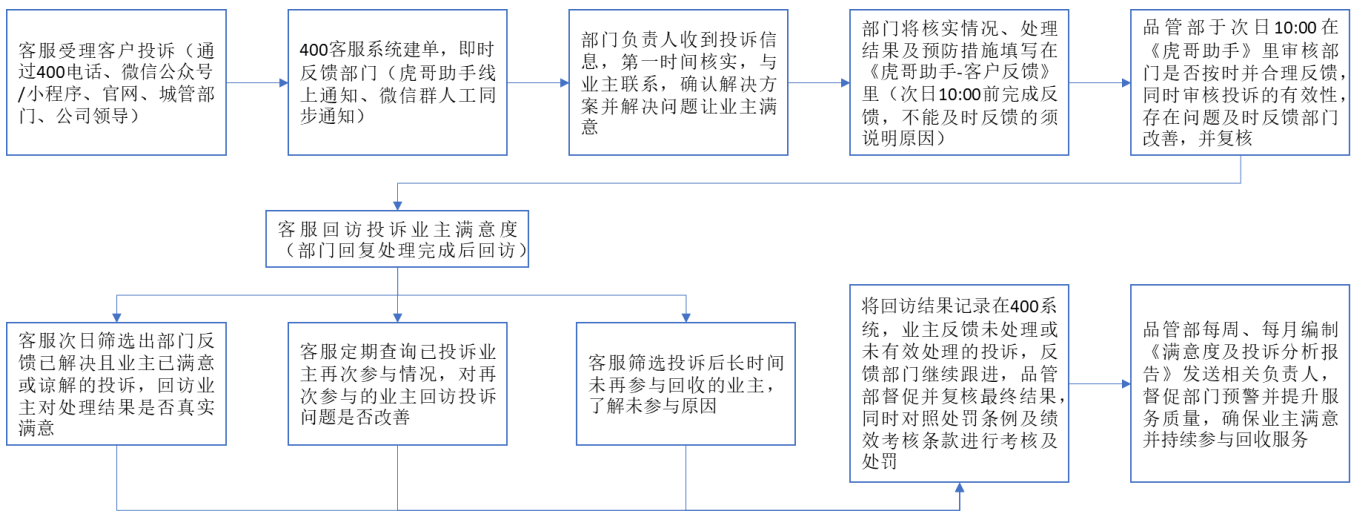 客服受理客户投诉（通
过400电话、微信公众号
/小程序、官网、城管部
门、公司领导）
400客服系统建单，即时
反馈部门（虎哥助手线
上通知、微信群人工同
步通知）
部门负责人收到投诉信
息，第一时间核实，与
业主联系，确认解决方
案并解决问题让业主满
意
部门将核实情况、处理
结果及预防措施填写在
《虎哥助手-客户反馈》
里（次日10:00前完成反
馈，不能及时反馈的须
说明原因）
品管部于次日10:00在
《虎哥助手》里审核部
门是否按时并合理反馈，
同时审核投诉的有效性，
存在问题及时反馈部门
改善，并复核
客服回访投诉业主满意度
（部门回复处理完成后回访）
客服次日筛选出部门反
馈已解决且业主已满意
或谅解的投诉，回访业
主对处理结果是否真实
满意
客服定期查询已投诉业
主再次参与情况，对再
次参与的业主回访投诉
问题是否改善
客服筛选投诉后长时间
未再参与回收的业主，
了解未参与原因
将回访结果记录在400系
统，业主反馈未处理或
未有效处理的投诉，反
馈部门继续跟进，品管
部督促并复核最终结果，
同时对照处罚条例及绩
效考核条款进行考核及
处罚
品管部每周、每月编制
《满意度及投诉分析报
告》发送相关负责人，
督促部门预警并提升服
务质量，确保业主满意
并持续参与回收服务